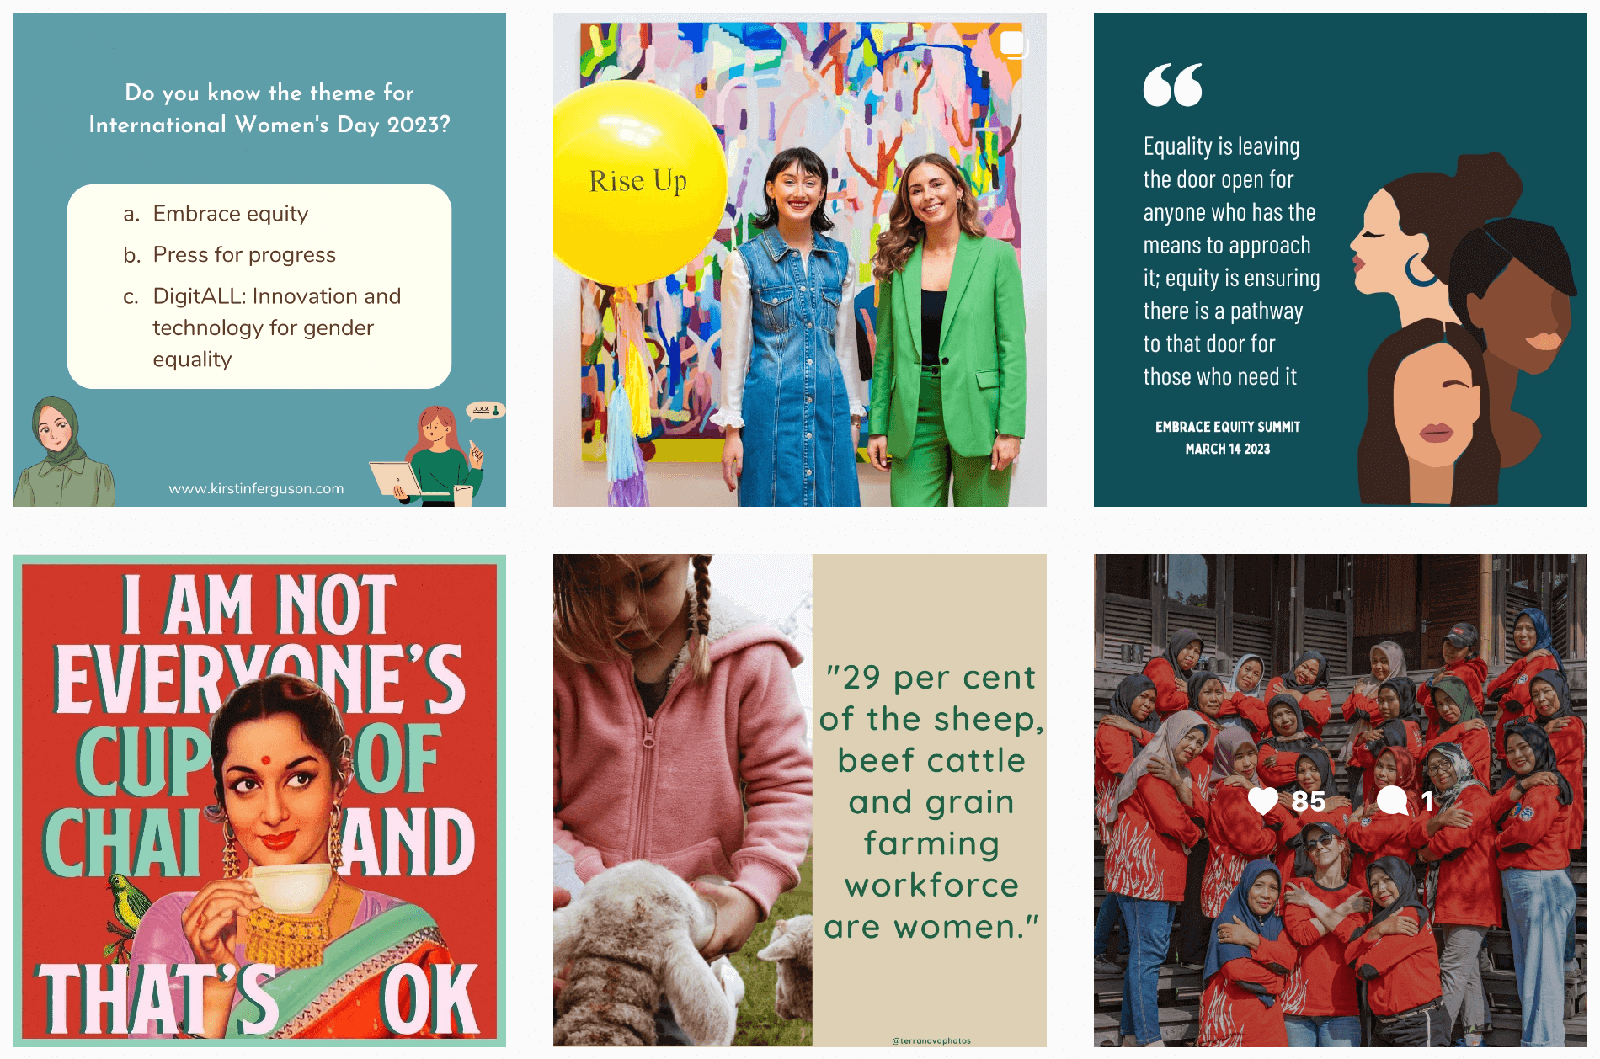 Do you know the theme for
International Women's Day 2023?
a. Embrace equity
b. Press for progress
c. DigitALL: Innovation and
technology for gender
equality
www.kirstinferguson.com
Rise Up
Equality is leaving
the door open for
anyone who has the
means to approach
it; equity is ensuring
there is a pathway
to that door for
those who need it
EMBRACE EQUITY SUMMIT
MARCH 14 2023
I AM NOT
EVERYONE'S
CUP OF
CHAI AND
THAT'S OK
"29 per cent
of the sheep,
beef cattle
and grain
farming
workforce
are women."
@terranovaphotos
85 1